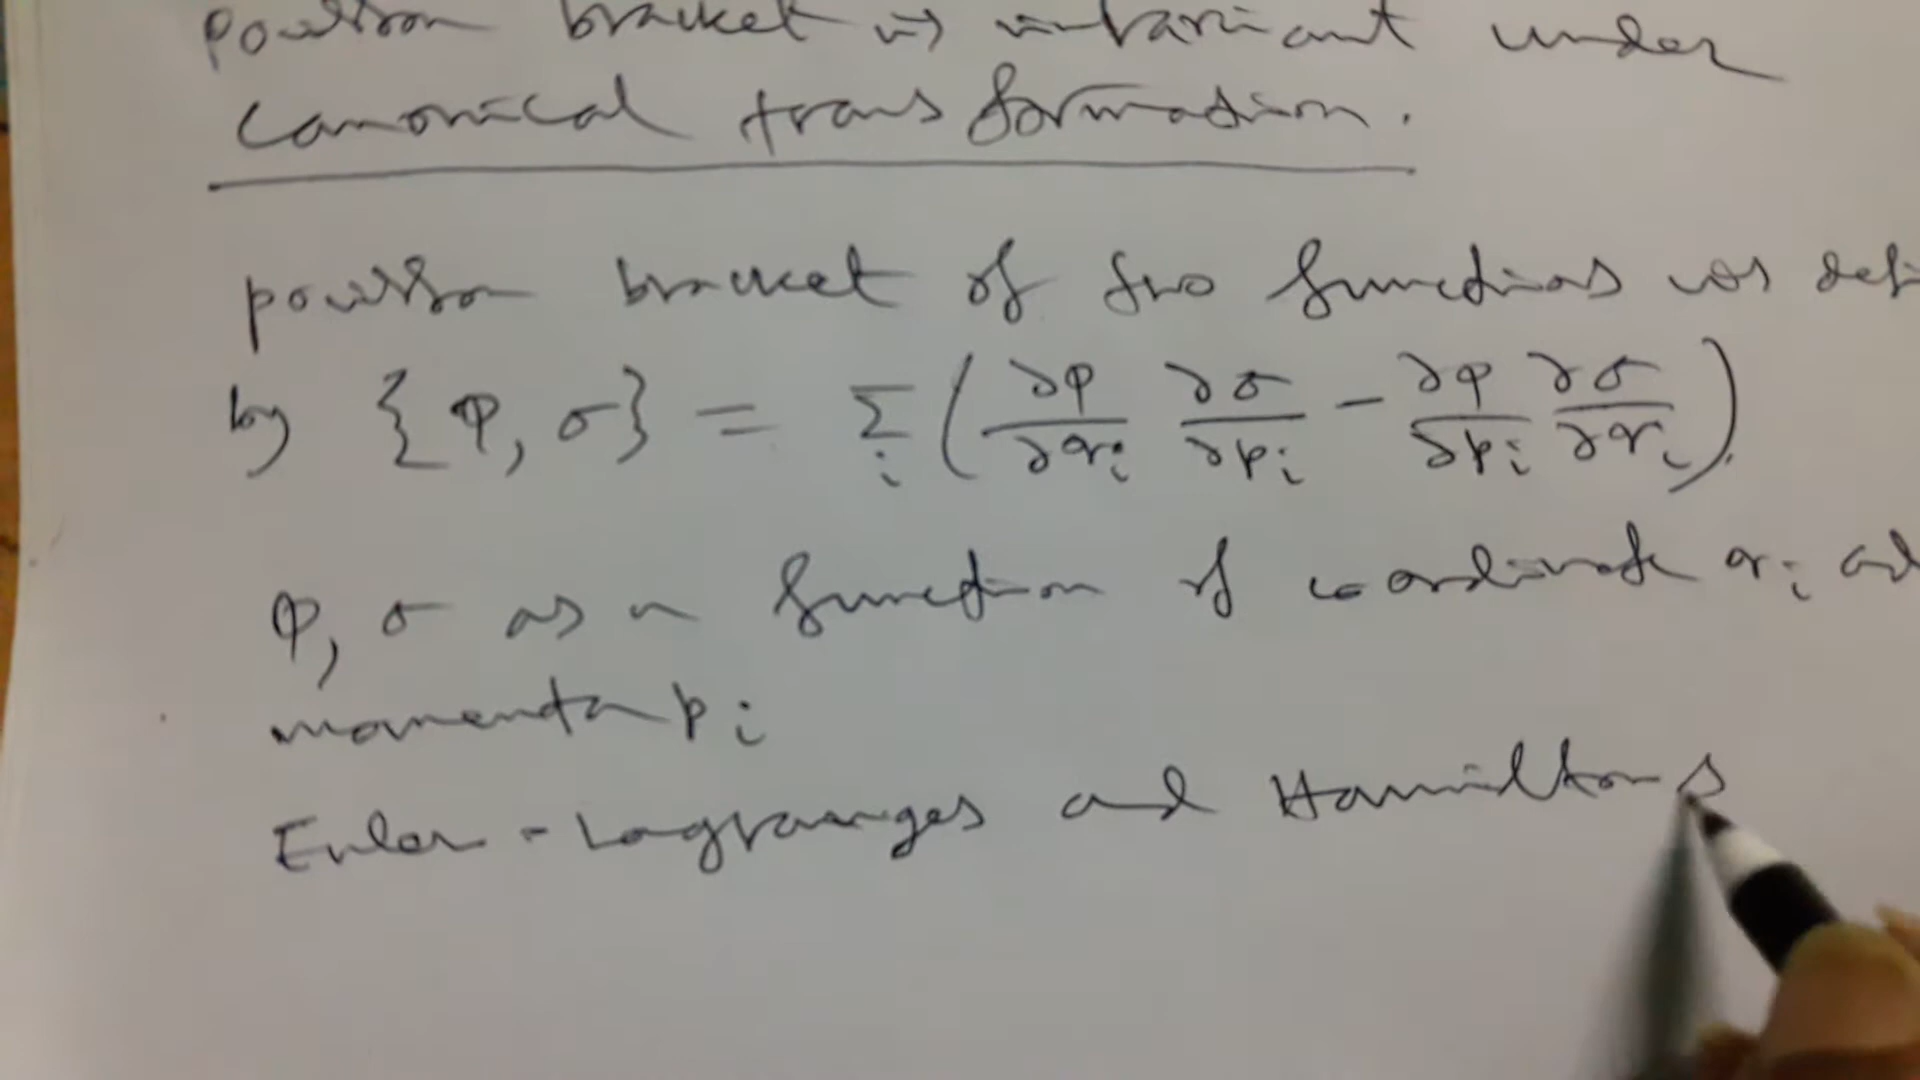 poisson bracket is invariant under
canonical transformation.
poisson bracket of two functions is defi
by {φ, σ} = Σ_i (∂φ/∂q_i ∂σ/∂p_i − ∂φ/∂p_i ∂σ/∂q_i).
φ, σ as a function of coordinate q_i and
momenta p_i
Euler - Lagranges and Hamiltons